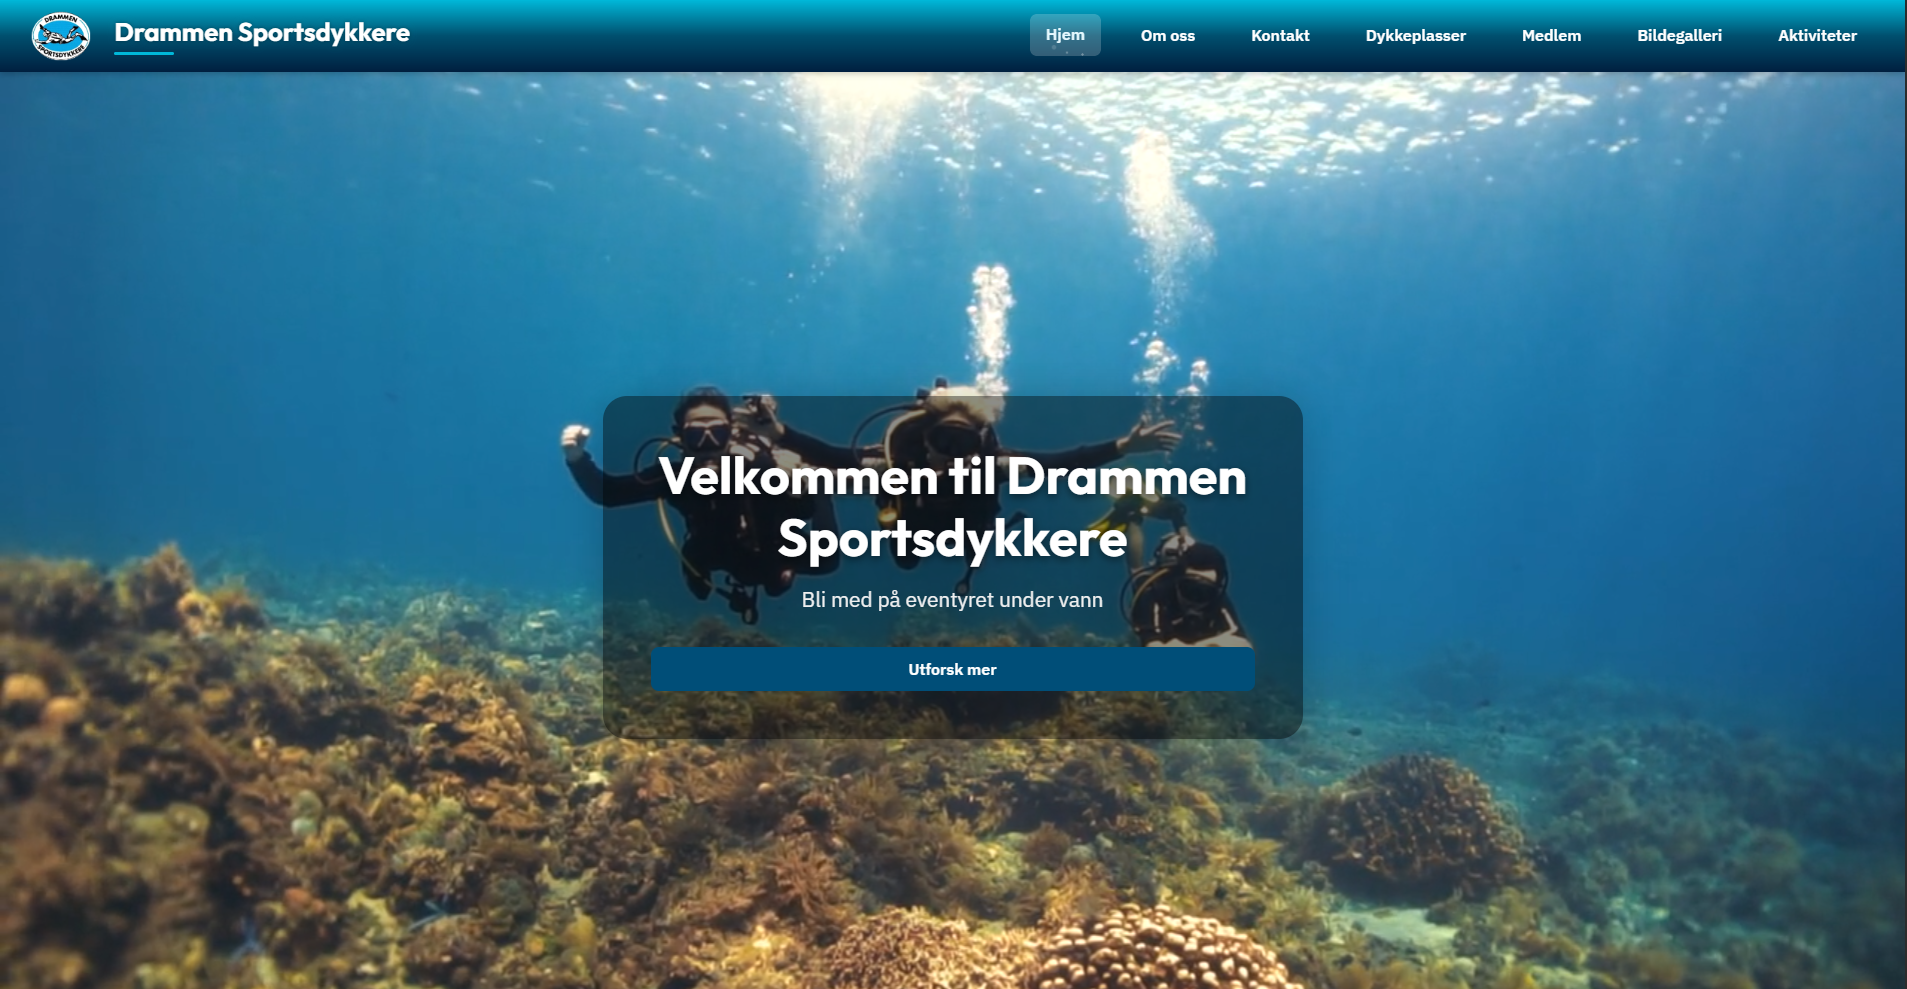 DRAMMEN
SPORTSDYKKERE
Drammen Sportsdykkere
Hjem
Om oss
Kontakt
Dykkeplasser
Medlem
Bildegalleri
Aktiviteter
Velkommen til Drammen
Sportsdykkere
Bli med på eventyret under vann
Utforsk mer